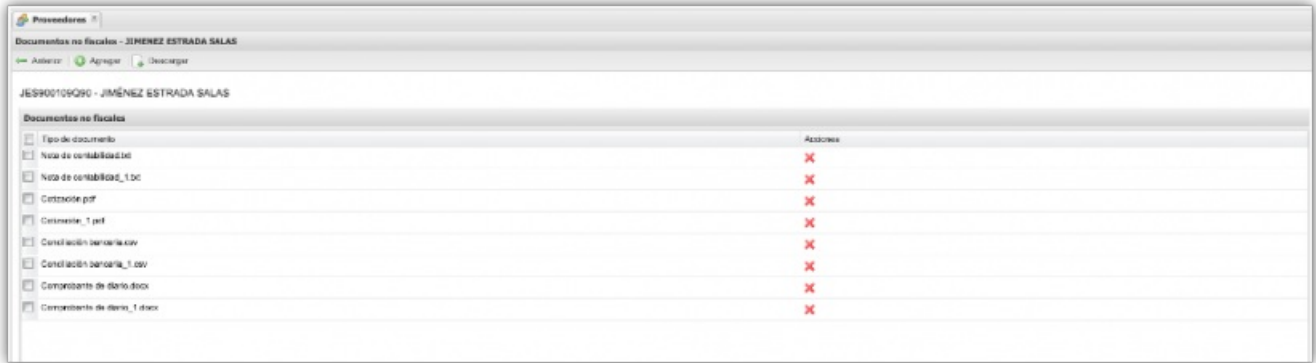 Proveedores
Documentos no fiscales - JIMENEZ ESTRADA SALAS
Anterior Agregar Descargar
JES900109Q90 - JIMÉNEZ ESTRADA SALAS
Documentos no fiscales
Tipo de documento Acciones
Nota de contabilidad.txt
Nota de contabilidad_1.txt
Cotización.pdf
Cotización_1.pdf
Conciliación bancaria.csv
Conciliación bancaria_1.csv
Comprobante de diario.docx
Comprobante de diario_1.docx